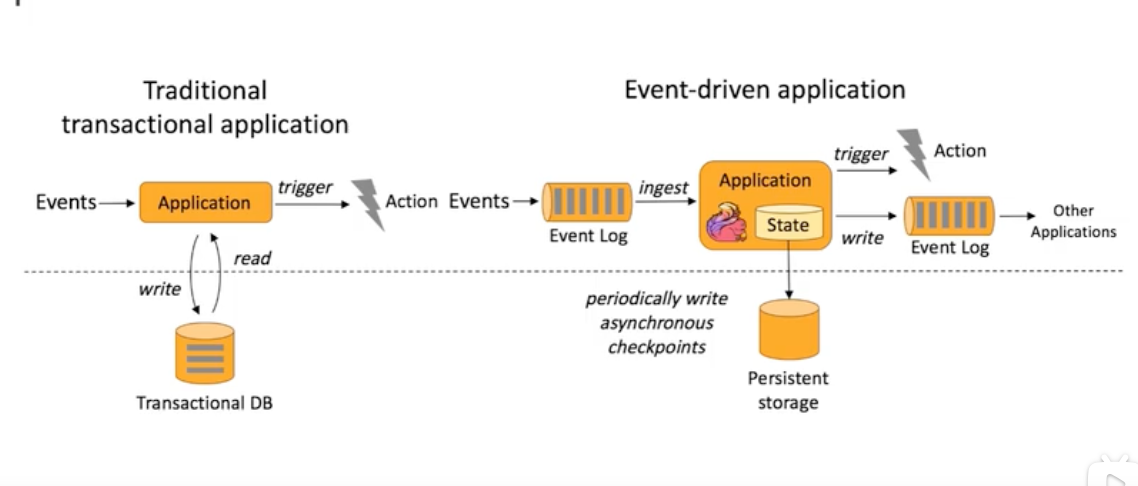 Traditional
transactional application
Events
Application
trigger
Action
read
write
Transactional DB
Event-driven application
Events
Event Log
ingest
Application
State
trigger
Action
write
Event Log
Other
Applications
periodically write
asynchronous
checkpoints
Persistent
storage